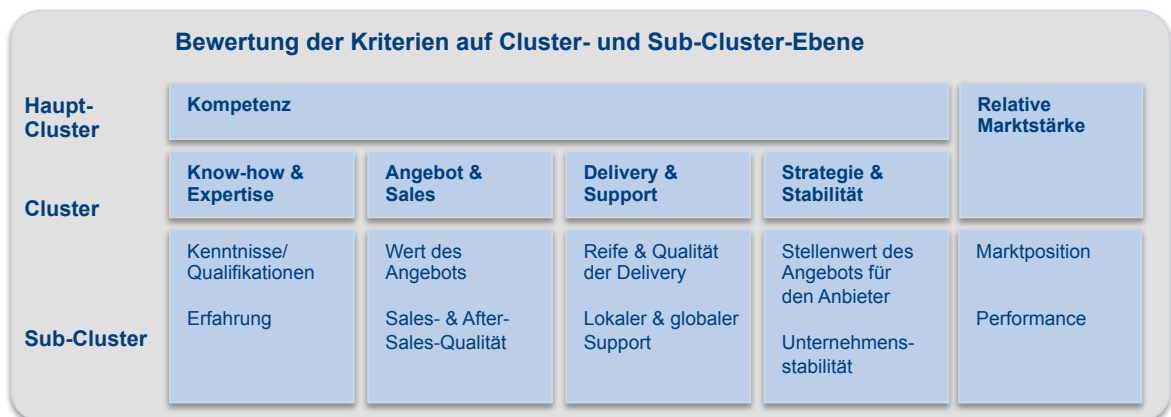 Bewertung der Kriterien auf Cluster- und Sub-Cluster-Ebene
Haupt-
Cluster
Kompetenz
Relative
Marktstärke
Cluster
Know-how &
Expertise
Angebot &
Sales
Delivery &
Support
Strategie &
Stabilität
Sub-Cluster
Kenntnisse/
Qualifikationen
Erfahrung
Wert des
Angebots
Sales- & After-
Sales-Qualität
Reife & Qualität
der Delivery
Lokaler & globaler
Support
Stellenwert des
Angebots für
den Anbieter
Unternehmens-
stabilität
Marktposition
Performance